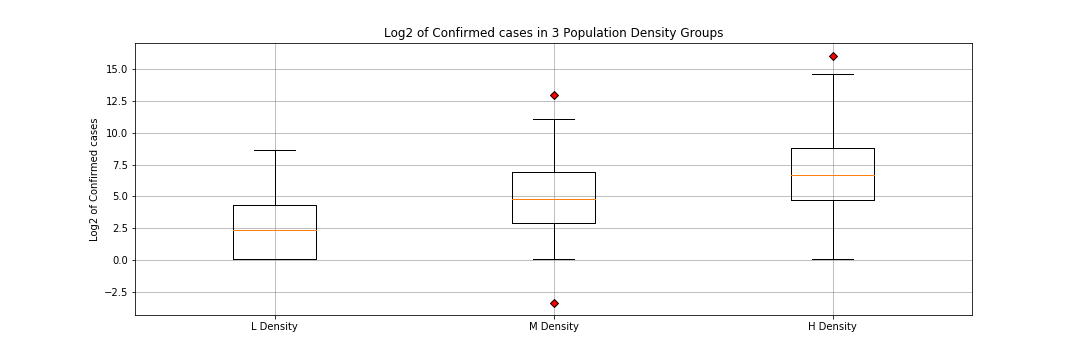 Log2 of Confirmed cases in 3 Population Density Groups
Log2 of Confirmed cases
15.0
12.5
10.0
7.5
5.0
2.5
0.0
−2.5
L Density
M Density
H Density